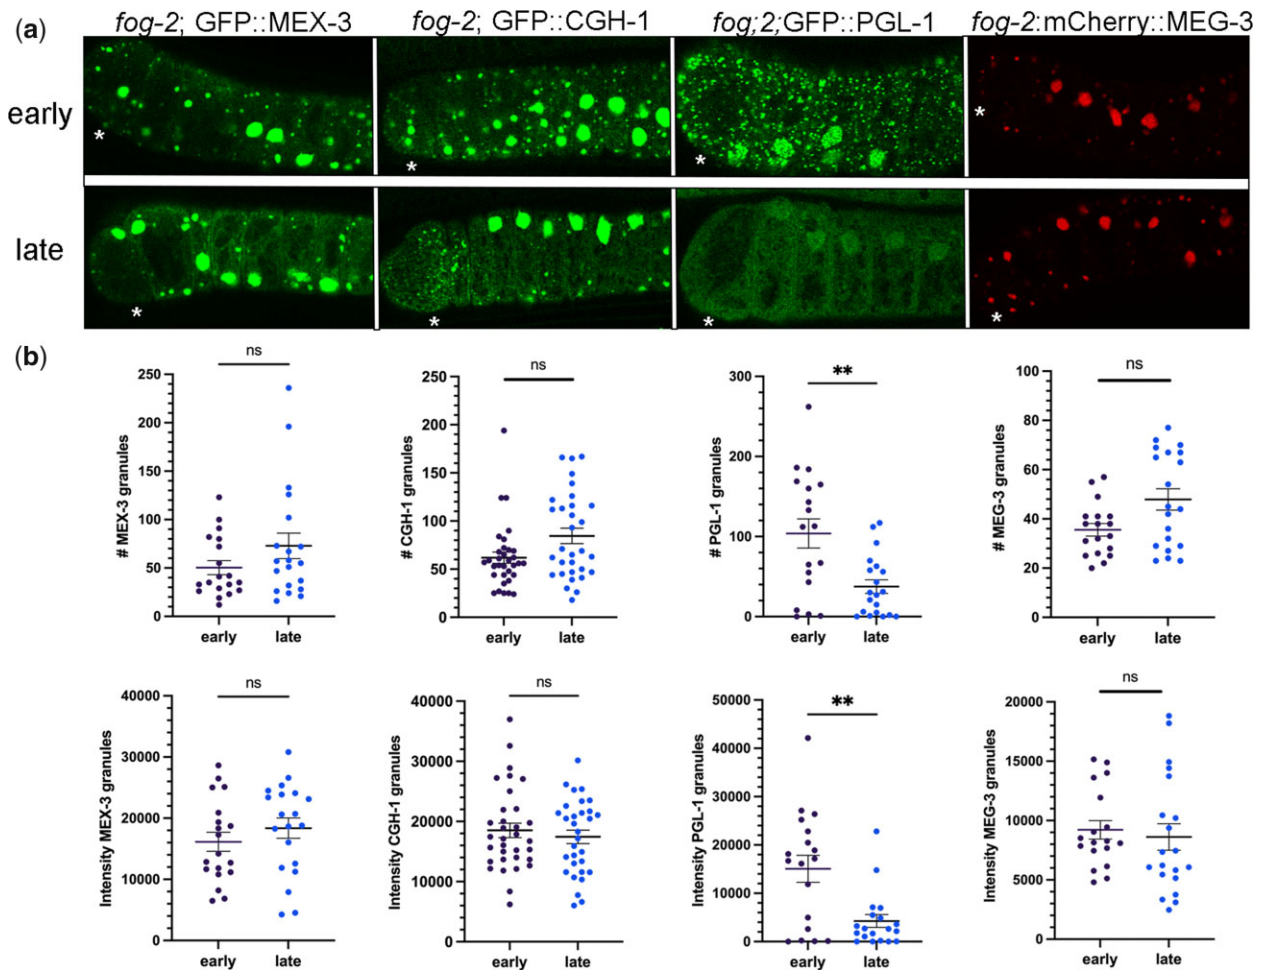 (a)
fog-2; GFP::MEX-3 fog-2; GFP::CGH-1 fog;2;GFP::PGL-1 fog-2:mCherry::MEG-3
early
*
*
*
*
late
*
*
*
*
(b)
ns
250
200
150
100
50
0
# MEX-3 granules
early late
ns
250
200
150
100
50
0
# CGH-1 granules
early late
**
300
200
100
0
# PGL-1 granules
early late
ns
100
80
60
40
20
0
# MEG-3 granules
early late
ns
40000
30000
20000
10000
0
Intensity MEX-3 granules
early late
ns
40000
30000
20000
10000
0
Intensity CGH-1 granules
early late
**
50000
40000
30000
20000
10000
0
Intensity PGL-1 granules
early late
ns
20000
15000
10000
5000
0
Intensity MEG-3 granules
early late